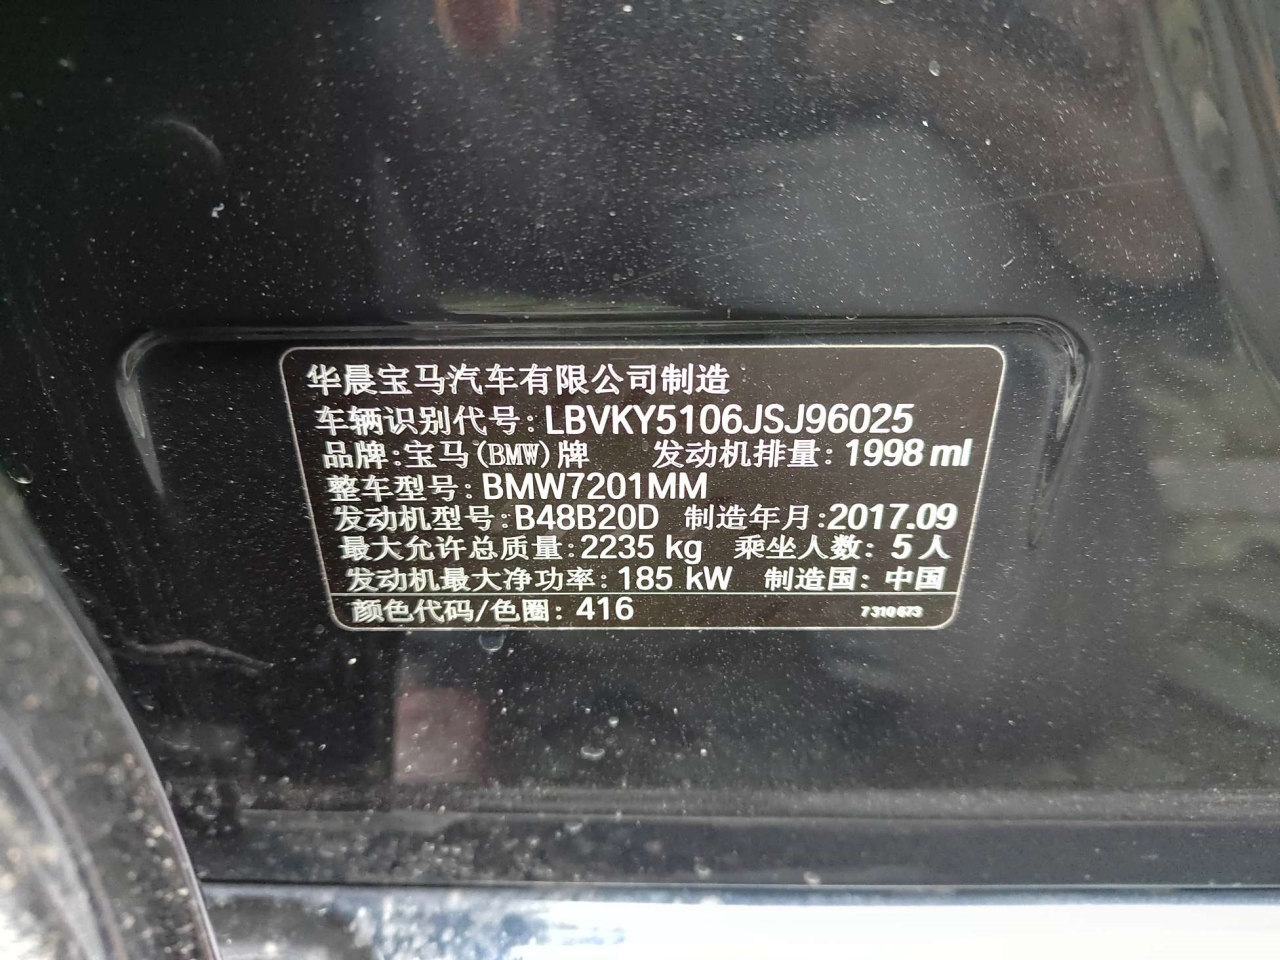 华晨宝马汽车有限公司制造
车辆识别代号: LBVKY5106JSJ96025
品牌:宝马(BMW)牌 发动机排量: 1998 ml
整车型号: BMW7201MM
发动机型号:B48B20D 制造年月:2017.09
最大允许总质量:2235 kg 乘坐人数: 5人
发动机最大净功率: 185 kW 制造国: 中国
颜色代码/色圈: 416 7310673